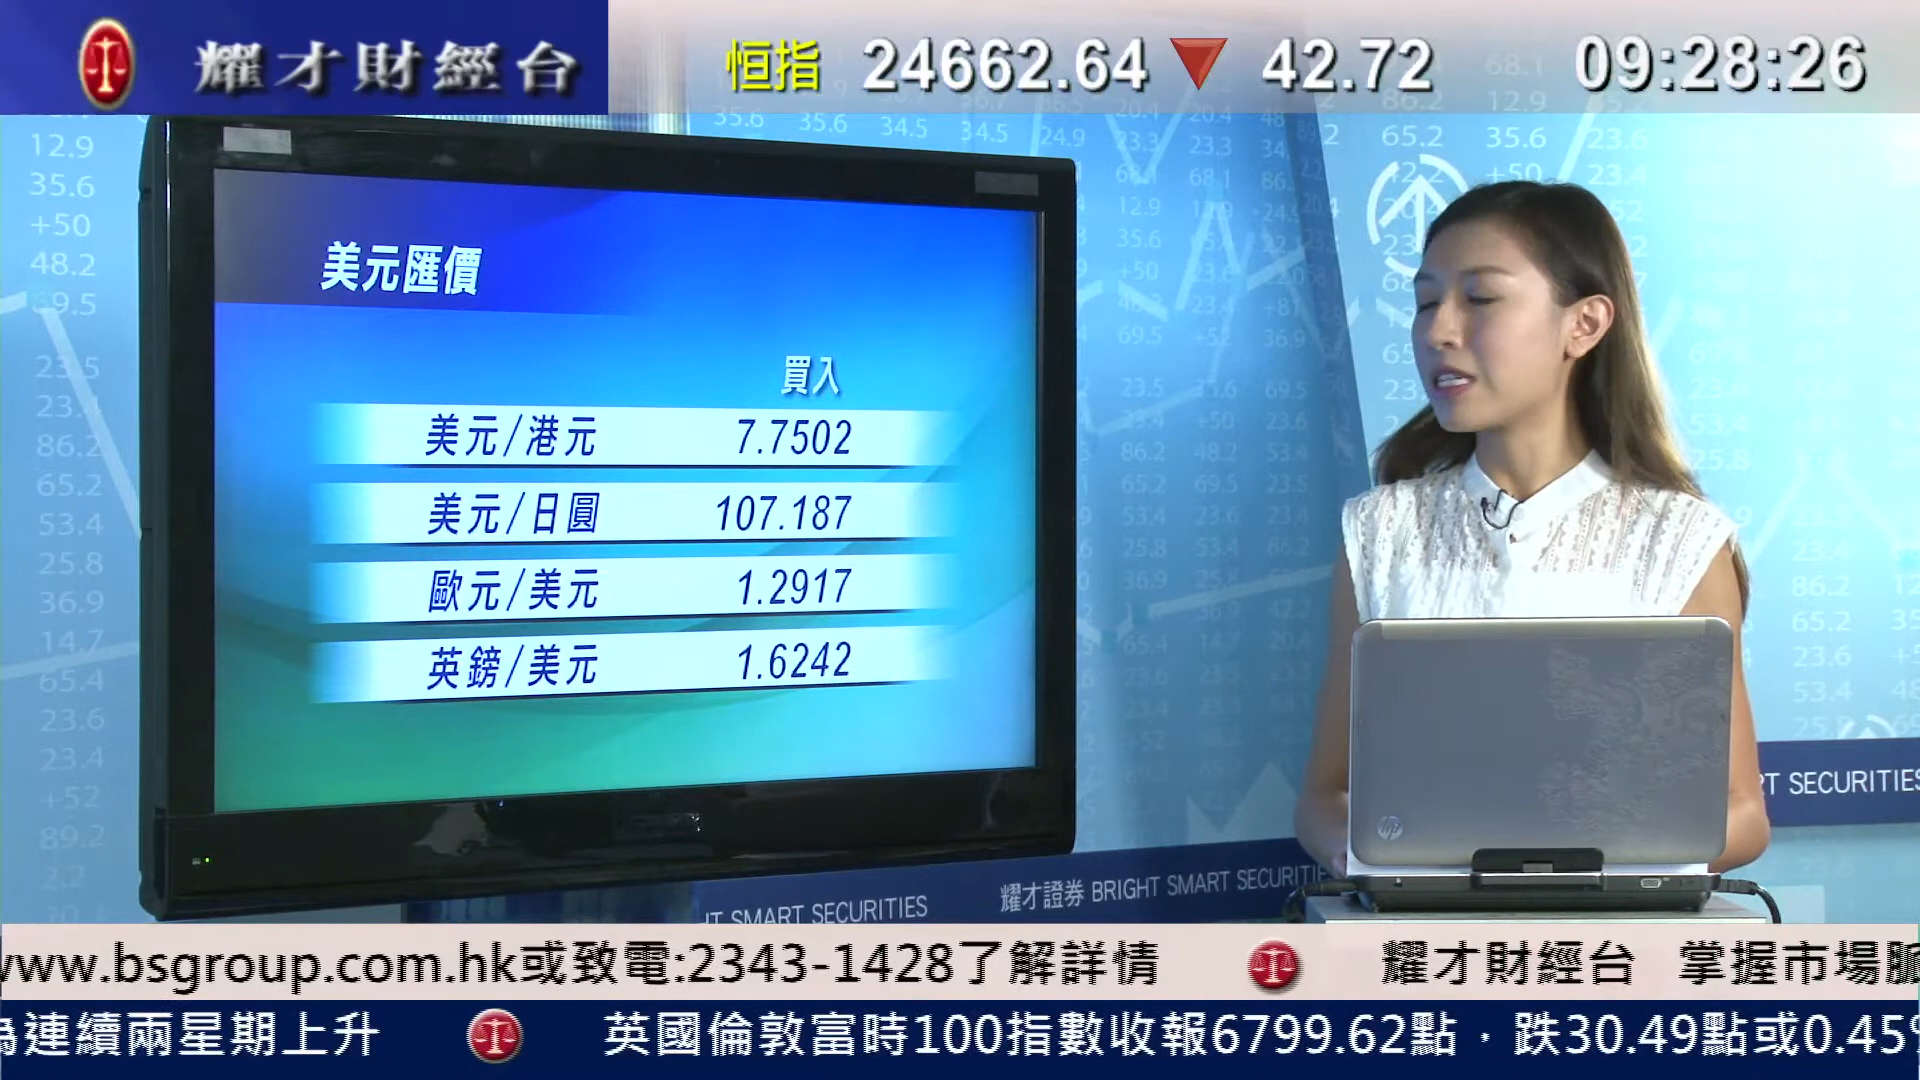 耀才財經台
恒指 24662.64 ▼ 42.72 09:28:26
美元匯價
買入
美元/港元 7.7502
美元/日圓 107.187
歐元/美元 1.2917
英鎊/美元 1.6242
hp
T SECURITIES
SMART SECURITIES
耀才證券 BRIGHT SMART
www.bsgroup.com.hk或致電:2343-1428了解詳情 耀才財經台 掌握市場脈
為連續兩星期上升 英國倫敦富時100指數收報6799.62點，跌30.49點或0.45%